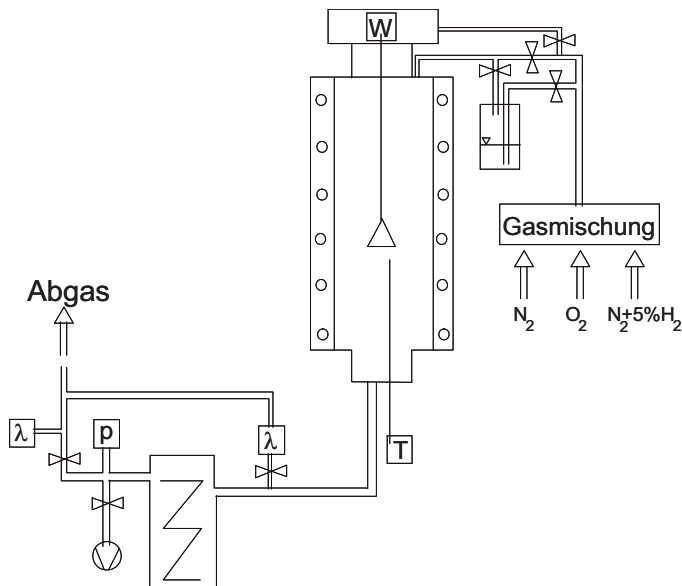 W
Gasmischung
N₂ O₂ N₂+5%H₂
Abgas
λ p λ T